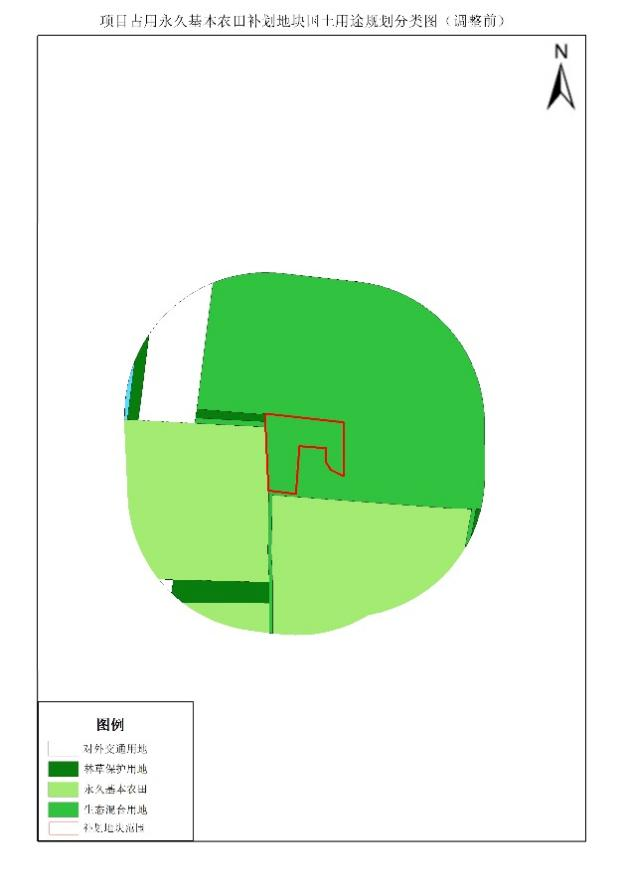 项目占用永久基本农田补划地块国土用途规划分类图（调整前）
N
图例
对外交通用地
林草保护用地
永久基本农田
生态混合用地
补划地块范围